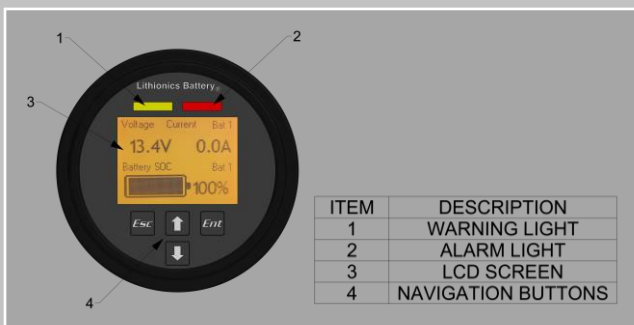 1
2
3
4
Lithionics Battery®
Voltage Current Bat 1
13.4V 0.0A
Battery SOC Bat 1
100%
Esc Ent
ITEM DESCRIPTION
1 WARNING LIGHT
2 ALARM LIGHT
3 LCD SCREEN
4 NAVIGATION BUTTONS